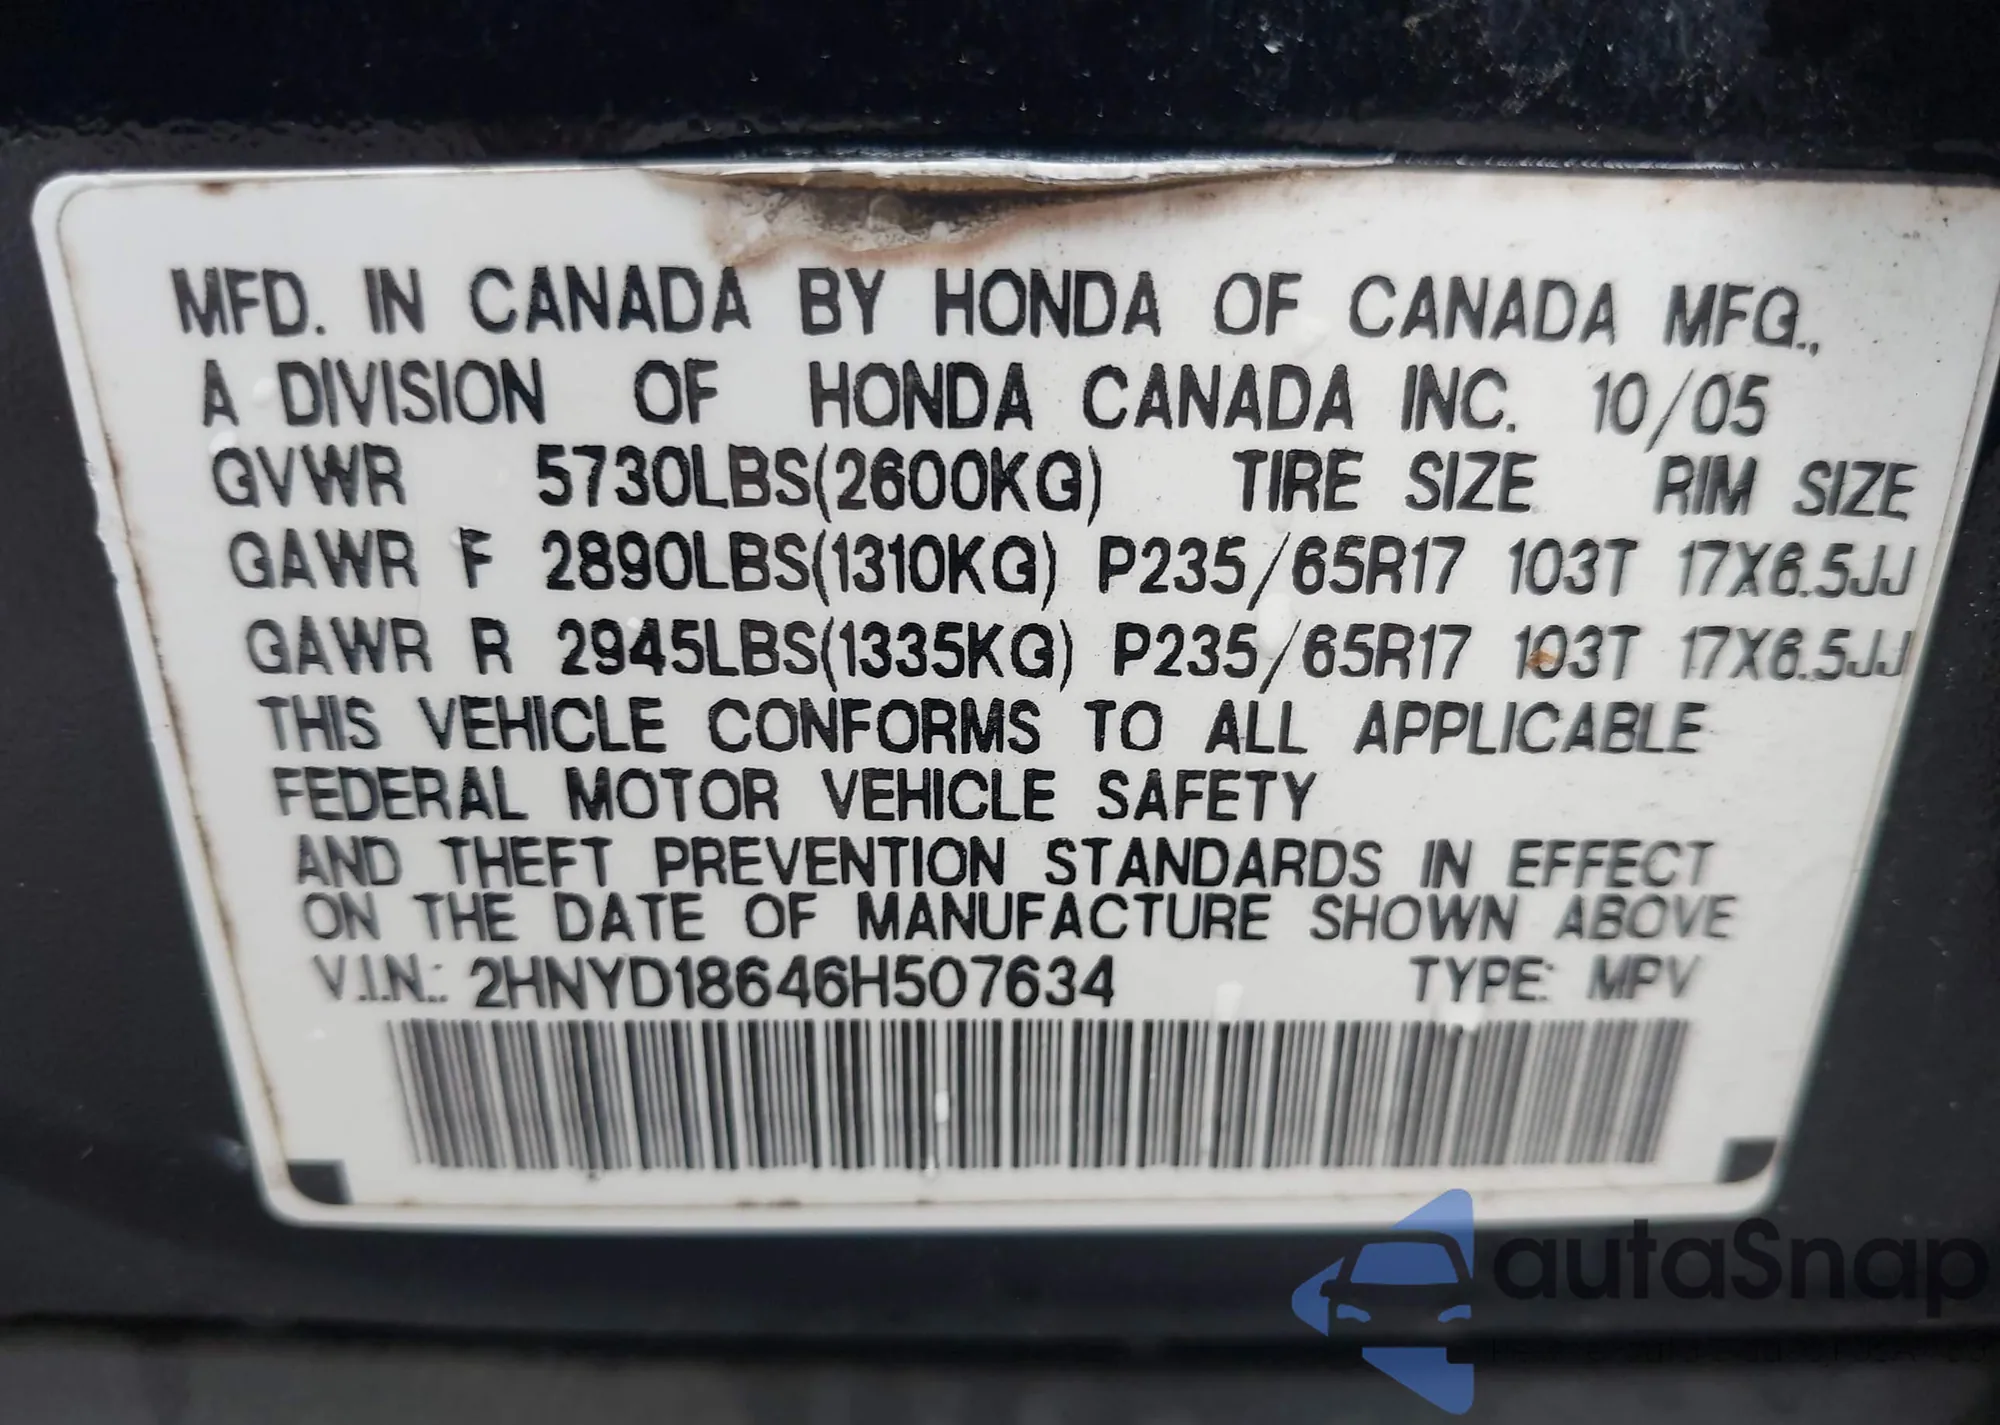 MFD. IN CANADA BY HONDA OF CANADA MFG.,
A DIVISION OF HONDA CANADA INC. 10/05
GVWR 5730LBS(2600KG) TIRE SIZE RIM SIZE
GAWR F 2890LBS(1310KG) P235/65R17 103T 17X6.5JJ
GAWR R 2945LBS(1335KG) P235/65R17 103T 17X6.5JJ
THIS VEHICLE CONFORMS TO ALL APPLICABLE
FEDERAL MOTOR VEHICLE SAFETY
AND THEFT PREVENTION STANDARDS IN EFFECT
ON THE DATE OF MANUFACTURE SHOWN ABOVE
V.I.N.: 2HNYD18646H507634 TYPE: MPV
autoSnap